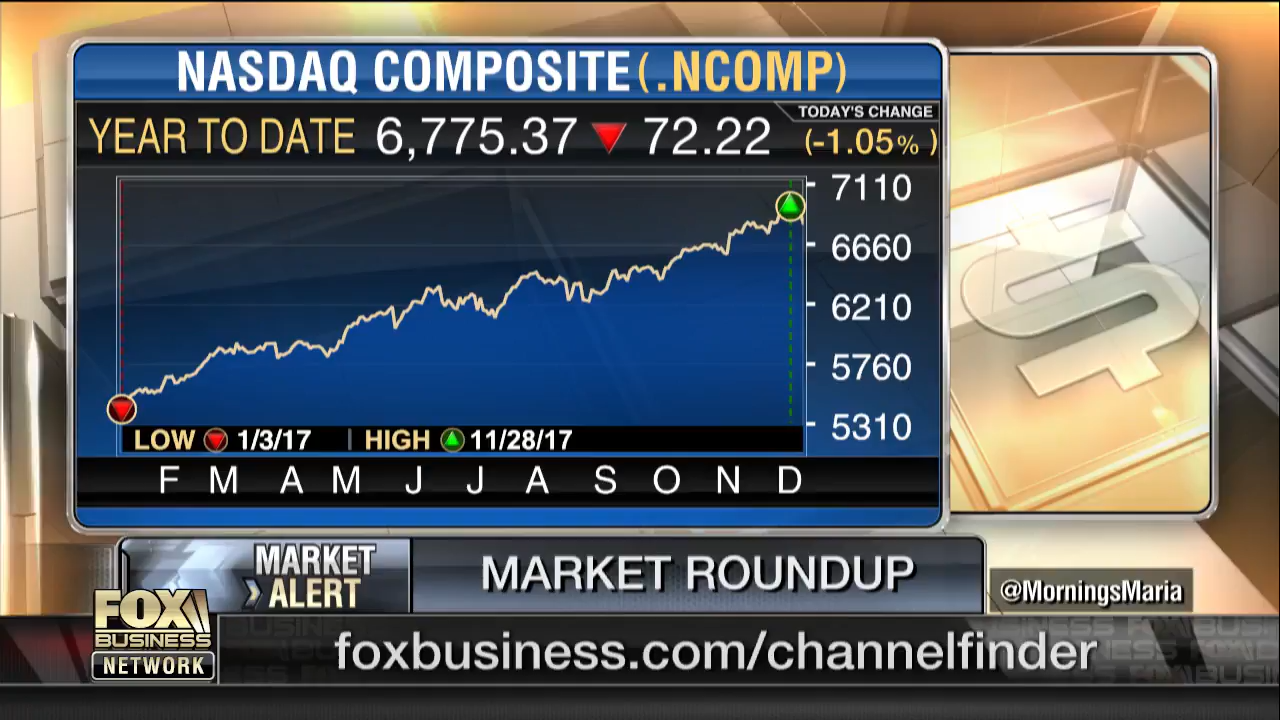 NASDAQ COMPOSITE(.NCOMP)
TODAY'S CHANGE
YEAR TO DATE 6,775.37 72.22 (-1.05%)
7110
6660
6210
5760
5310
LOW 1/3/17 | HIGH 11/28/17
F M A M J J A S O N D
MARKET ALERT
MARKET ROUNDUP
@MorningsMaria
FOX BUSINESS NETWORK
foxbusiness.com/channelfinder